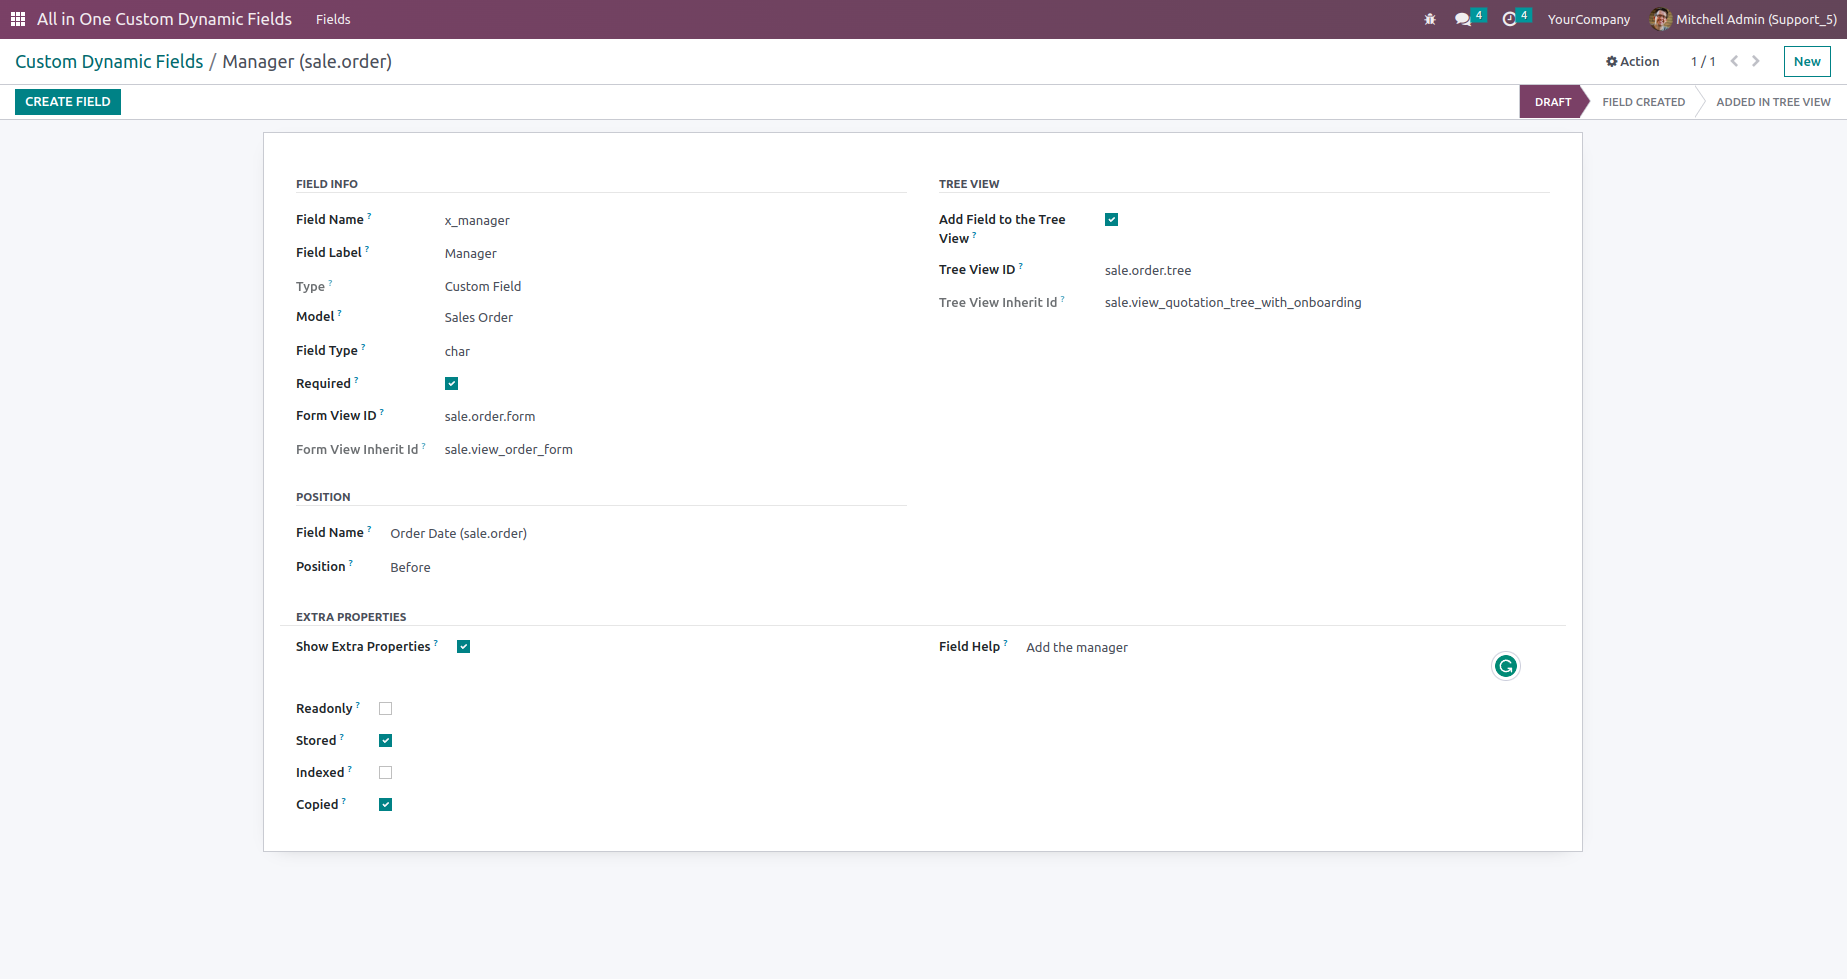 All in One Custom Dynamic Fields Fields 4 4 YourCompany Mitchell Admin (Support_5)
Custom Dynamic Fields / Manager (sale.order) Action 1 / 1 New
CREATE FIELD DRAFT FIELD CREATED ADDED IN TREE VIEW
FIELD INFO
Field Name ? x_manager
Field Label ? Manager
Type ? Custom Field
Model ? Sales Order
Field Type ? char
Required ?
Form View ID ? sale.order.form
Form View Inherit Id ? sale.view_order_form
TREE VIEW
Add Field to the Tree
View ?
Tree View ID ? sale.order.tree
Tree View Inherit Id ? sale.view_quotation_tree_with_onboarding
POSITION
Field Name ? Order Date (sale.order)
Position ? Before
EXTRA PROPERTIES
Show Extra Properties ?
Field Help ? Add the manager
Readonly ?
Stored ?
Indexed ?
Copied ?